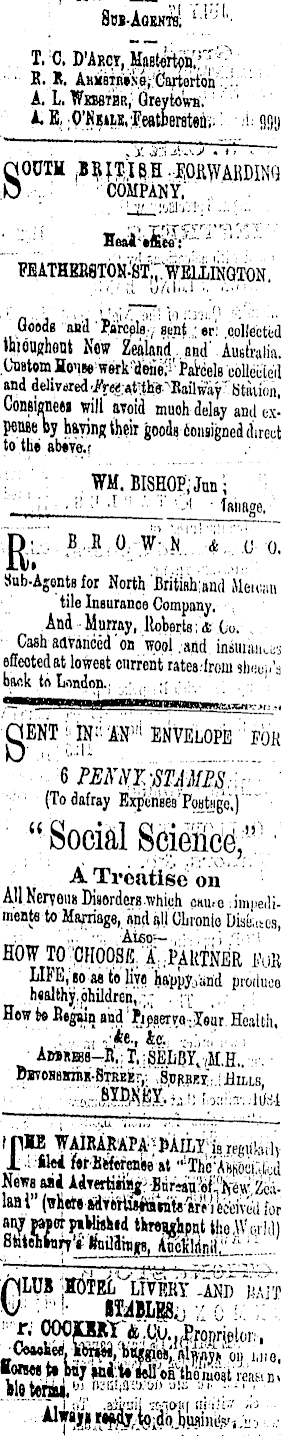 SUB-AGENTS.
T. C. D'ARCY, Masterton.
R. R. ARMSTRONG, Carterton
A. L. WEBSTER, Greytown.
A. E. O'NEALE, Featherston. 999
SOUTH BRITISH FORWARDING
COMPANY.
Head office:
FEATHERSTON-ST., WELLINGTON.
Goods and Parcels sent or collected
throughout New Zealand and Australia.
Custom House work done. Parcels collected
and delivered Free at the Railway Station,
Consignees will avoid much delay and ex-
pense by having their goods consigned direct
to the above.
WM. BISHOP, Jun
Manage.
R. BROWN & CO.
Sub-Agents for North British and Mercan
tile Insurance Company.
And Murray, Roberts & Co.
Cash advanced on wool and insurances
effected at lowest current rates from sheep's
back to London.
SENT IN AN ENVELOPE FOR
6 PENNY STAMPS
(To dafray Expenses Postage.)
"Social Science,"
A Treatise on
All Nervous Disorders which cause impedi-
ments to Marriage, and all Chronic Diseases,
ALSO—
HOW TO CHOOSE A PARTNER FOR
LIFE, so as to live happy and produce
healthy children,
How to Regain and Preserve Your Health,
&c., &c.
ADDRESS—R. T. SELBY, M.H.,
DEVONSHIRE-STREET, SURREY HILLS,
SYDNEY. 1084
THE WAIRARAPA DAILY is regularly
filed for Reference at "The Associated
News and Advertising Bureau of New Zea-
land" (where advertisements are received for
any paper published throughout the World)
Stitchbury's Buildings, Auckland.
CLUB HOTEL LIVERY AND BAIT
STABLES.
P. COCKERY & CO., Proprietors,
Coaches, horses, buggies, always on hire,
Horses to buy and to sell on the most reason
ble terms.
Always ready to do business.